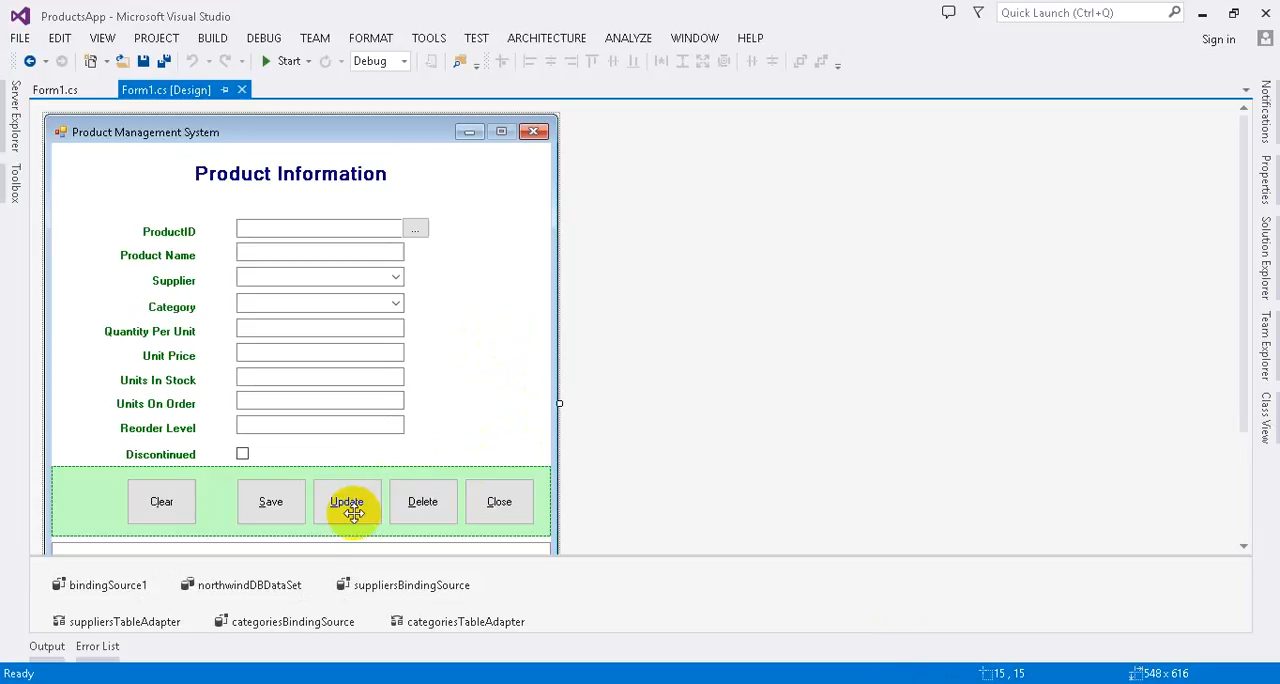 ProductsApp - Microsoft Visual Studio
Quick Launch (Ctrl+Q)
FILE EDIT VIEW PROJECT BUILD DEBUG TEAM FORMAT TOOLS TEST ARCHITECTURE ANALYZE WINDOW HELP
Sign in
Start Debug
Form1.cs Form1.cs [Design]
Server Explorer
Toolbox
Product Management System
Product Information
ProductID ...
Product Name
Supplier
Category
Quantity Per Unit
Unit Price
Units In Stock
Units On Order
Reorder Level
Discontinued
Clear Save Update Delete Close
Notifications
Properties
Solution Explorer
Team Explorer
Class View
bindingSource1 northwindDBDataSet suppliersBindingSource
suppliersTableAdapter categoriesBindingSource categoriesTableAdapter
Output Error List
Ready 15 , 15 548 x 616